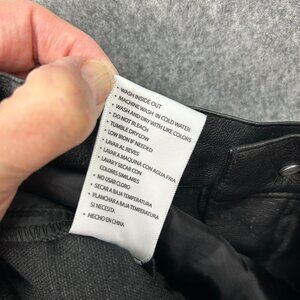 • WASH INSIDE OUT
• MACHINE WASH IN COLD WATER
• WASH AND DRY WITH LIKE COLORS
• DO NOT BLEACH
• TUMBLE DRY LOW
• LOW IRON IF NEEDED
• LAVAR AL REVES
• LAVAR A MAQUINA CON AGUA FRIA
• LAVAR Y SECAR CON
COLORES SIMILARES
• NO USAR CLORO
• SECAR A BAJA TEMPERATURA
• PLANCHAR A BAJA TEMPERATURA
SI NECESITA
• HECHO EN CHINA